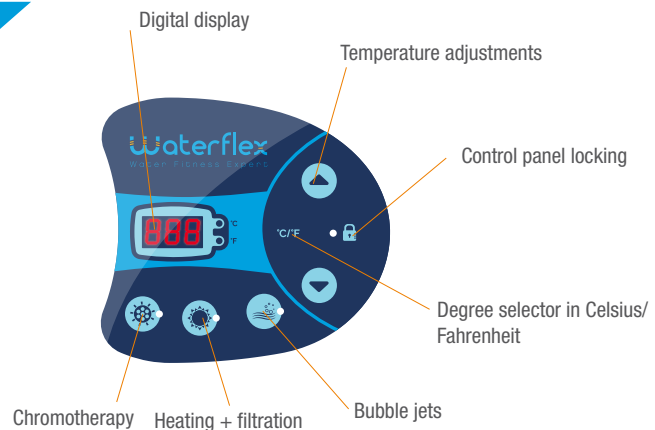 Digital display
Temperature adjustments
Waterflex
Water Fitness Expert
Control panel locking
888
°C
°F
°C/°F
Degree selector in Celsius/
Fahrenheit
Chromotherapy
Heating + filtration
Bubble jets